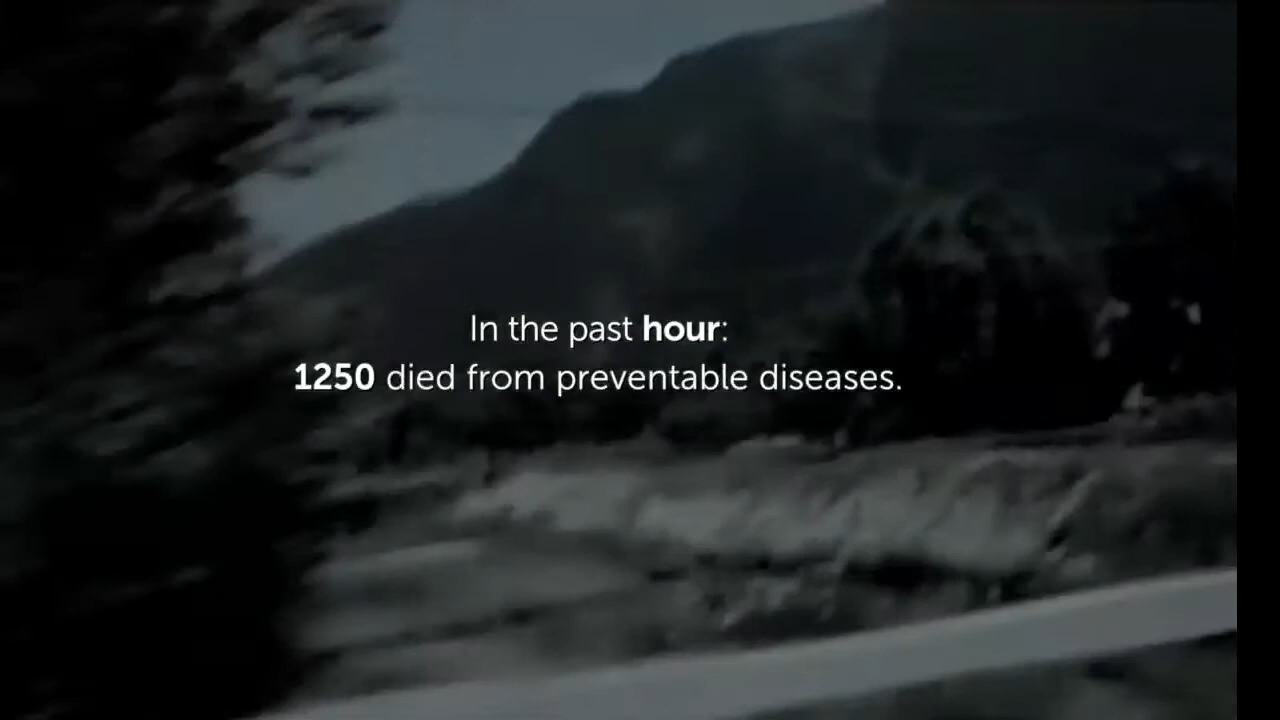 In the past hour:
1250 died from preventable diseases.